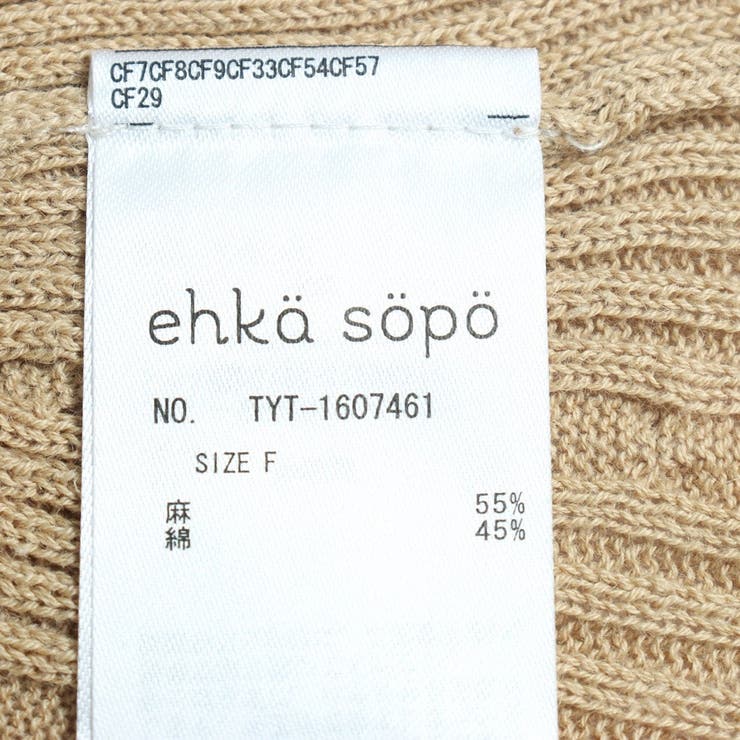 CF7CF8CF9CF33CF54CF57
CF29
ehkä söpö
NO. TYT-1607461
SIZE F
麻 55%
綿 45%